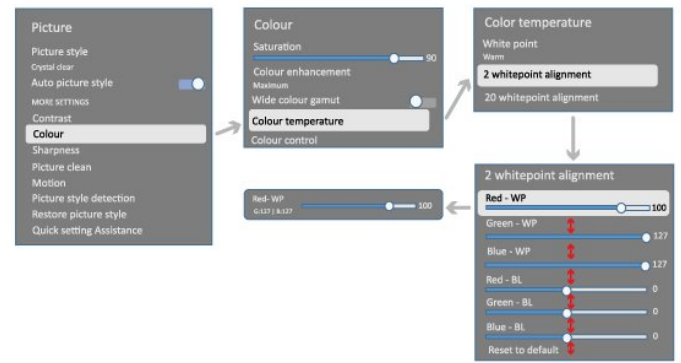 Picture
Picture style
Crystal clear
Auto picture style
MORE SETTINGS
Contrast
Colour
Sharpness
Picture clean
Motion
Picture style detection
Restore picture style
Quick setting Assistance
Colour
Saturation
90
Colour enhancement
Maximum
Wide colour gamut
Colour temperature
Colour control
Color temperature
White point
Warm
2 whitepoint alignment
20 whitepoint alignment
2 whitepoint alignment
Red - WP
100
Green - WP
127
Blue - WP
127
Red - BL
0
Green - BL
0
Blue - BL
0
Reset to default
Red- WP
G:127 | B:127
100